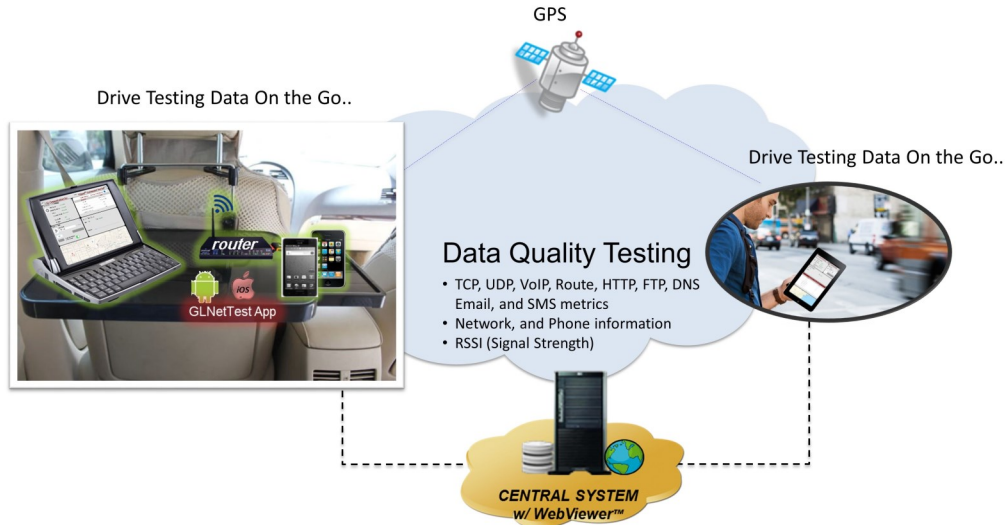 GPS
Drive Testing Data On the Go..
Drive Testing Data On the Go..
router
iOS
GLNetTest App
Data Quality Testing
• TCP, UDP, VoIP, Route, HTTP, FTP, DNS
Email, and SMS metrics
• Network, and Phone information
• RSSI (Signal Strength)
CENTRAL SYSTEM
w/ WebViewer™